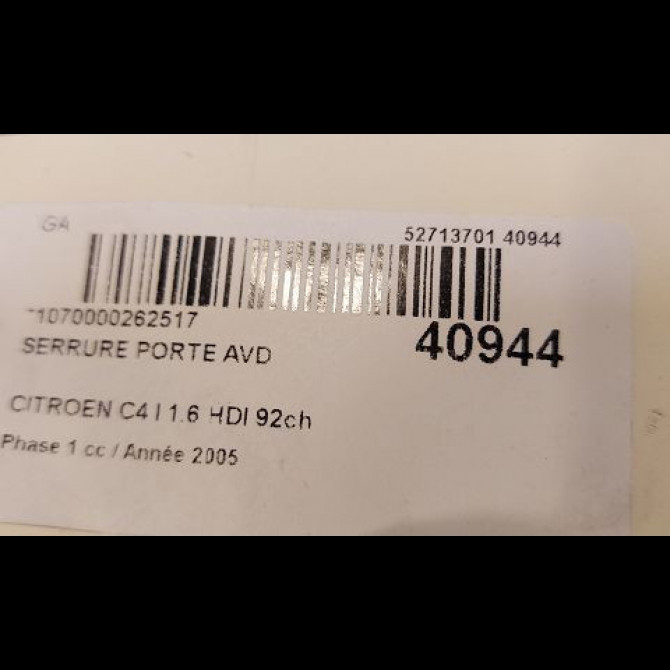 GA
52713701 40944
*1070000262517
40944
SERRURE PORTE AVD
CITROEN C4 I 1.6 HDI 92ch
Phase 1 cc / Année 2005